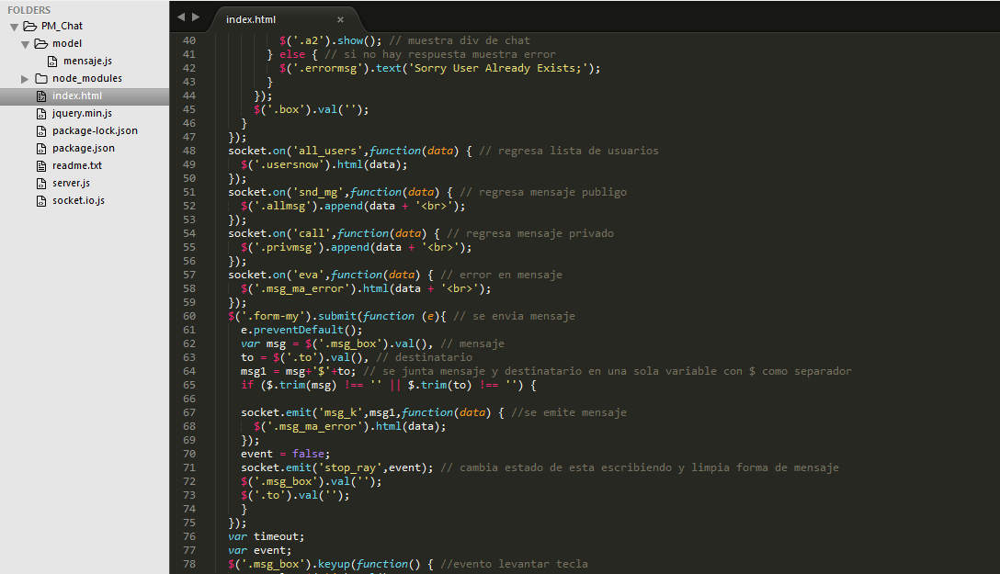 FOLDERS
PM_Chat
model
mensaje.js
node_modules
index.html
jquery.min.js
package-lock.json
package.json
readme.txt
server.js
socket.io.js
index.html ×
40 $('.a2').show(); // muestra div de chat
41 } else { // si no hay respuesta muestra error
42 $('.errormsg').text('Sorry User Already Exists;');
43 }
44 });
45 $('.box').val('');
46 }
47 });
48 socket.on('all_users',function(data) { // regresa lista de usuarios
49 $('.usersnow').html(data);
50 });
51 socket.on('snd_mg',function(data) { // regresa mensaje publigo
52 $('.allmsg').append(data + '<br>');
53 });
54 socket.on('call',function(data) { // regresa mensaje privado
55 $('.privmsg').append(data + '<br>');
56 });
57 socket.on('eva',function(data) { // error en mensaje
58 $('.msg_ma_error').html(data + '<br>');
59 });
60 $('.form-my').submit(function (e){ // se envia mensaje
61 e.preventDefault();
62 var msg = $('.msg_box').val(), // mensaje
63 to = $('.to').val(), // destinatario
64 msg1 = msg+'$'+to; // se junta mensaje y destinatario en una sola variable con $ como separador
65 if ($.trim(msg) !== '' || $.trim(to) !== '') {
66
67 socket.emit('msg_k',msg1,function(data) { //se emite mensaje
68 $('.msg_ma_error').html(data);
69 });
70 event = false;
71 socket.emit('stop_ray',event); // cambia estado de esta escribiendo y limpia forma de mensaje
72 $('.msg_box').val('');
73 $('.to').val('');
74 }
75 });
76 var timeout;
77 var event;
78 $('.msg_box').keyup(function() { //evento levantar tecla